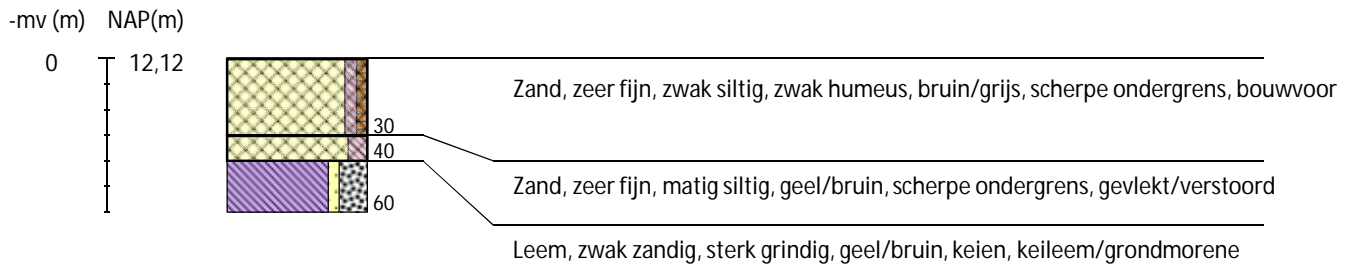 -mv (m) NAP(m)
0 12,12
Zand, zeer fijn, zwak siltig, zwak humeus, bruin/grijs, scherpe ondergrens, bouwvoor
30
40
Zand, zeer fijn, matig siltig, geel/bruin, scherpe ondergrens, gevlekt/verstoord
60
Leem, zwak zandig, sterk grindig, geel/bruin, keien, keileem/grondmorene